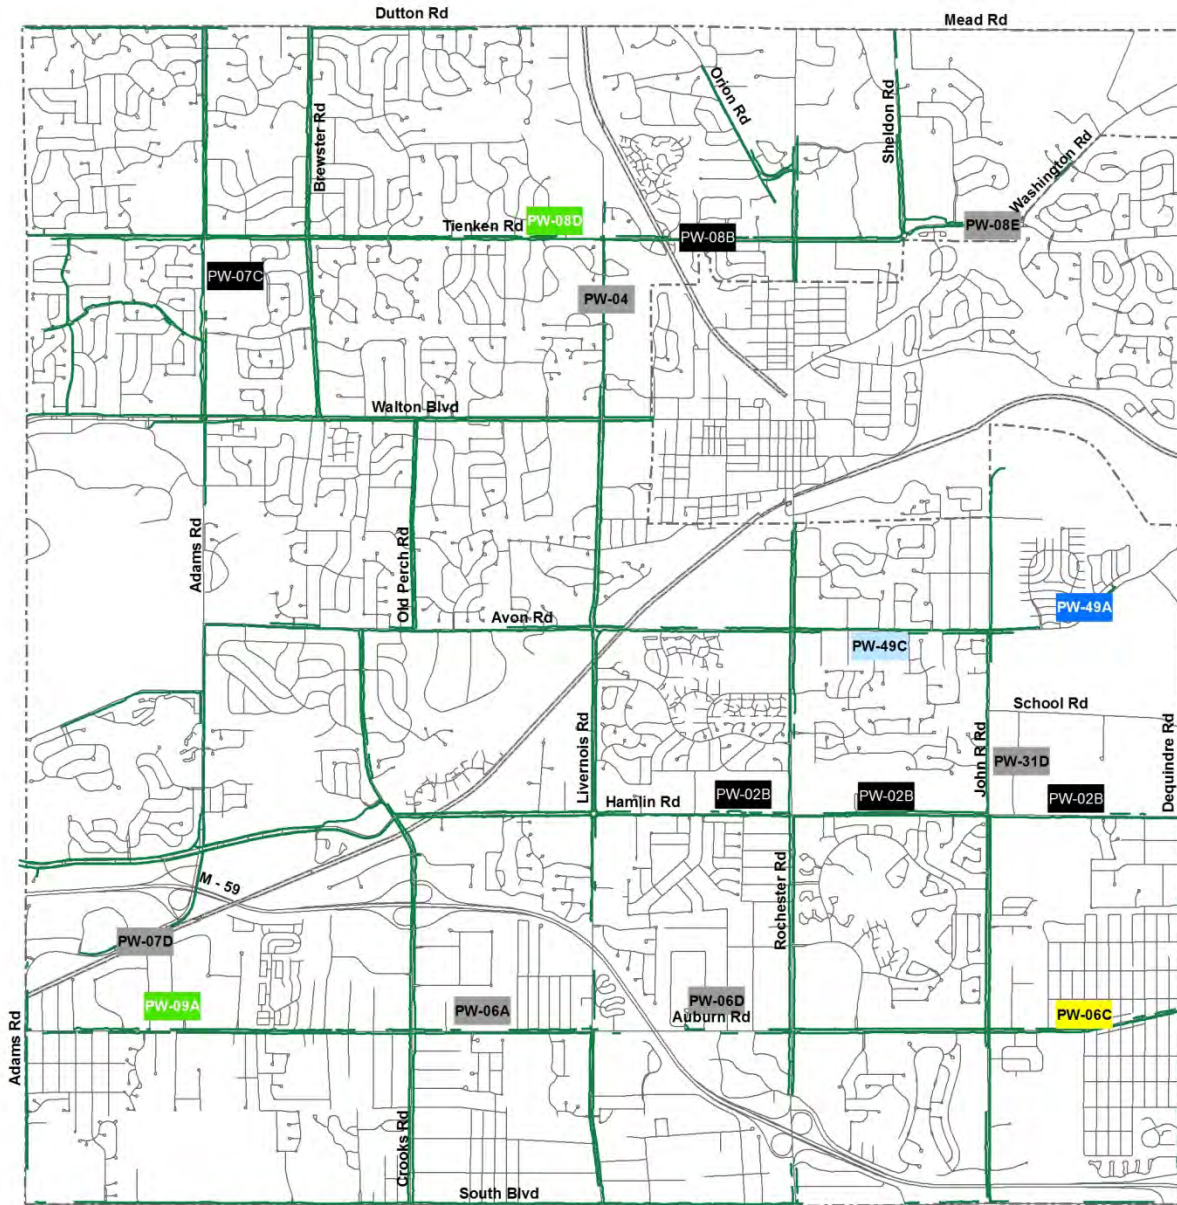 Dutton Rd
Mead Rd
Orion Rd
Sheldon Rd
Brewster Rd
Washington Rd
Tienken Rd
PW-08D
PW-08B
PW-08E
PW-07C
PW-04
Walton Blvd
Adams Rd
Old Perch Rd
Avon Rd
PW-49A
PW-49C
School Rd
Livernois Rd
John R Rd
Dequindre Rd
PW-31D
Hamlin Rd
PW-02B
PW-02B
PW-02B
M - 59
Rochester Rd
PW-07D
PW-09A
PW-06A
PW-06D
Auburn Rd
PW-06C
Adams Rd
Crooks Rd
South Blvd